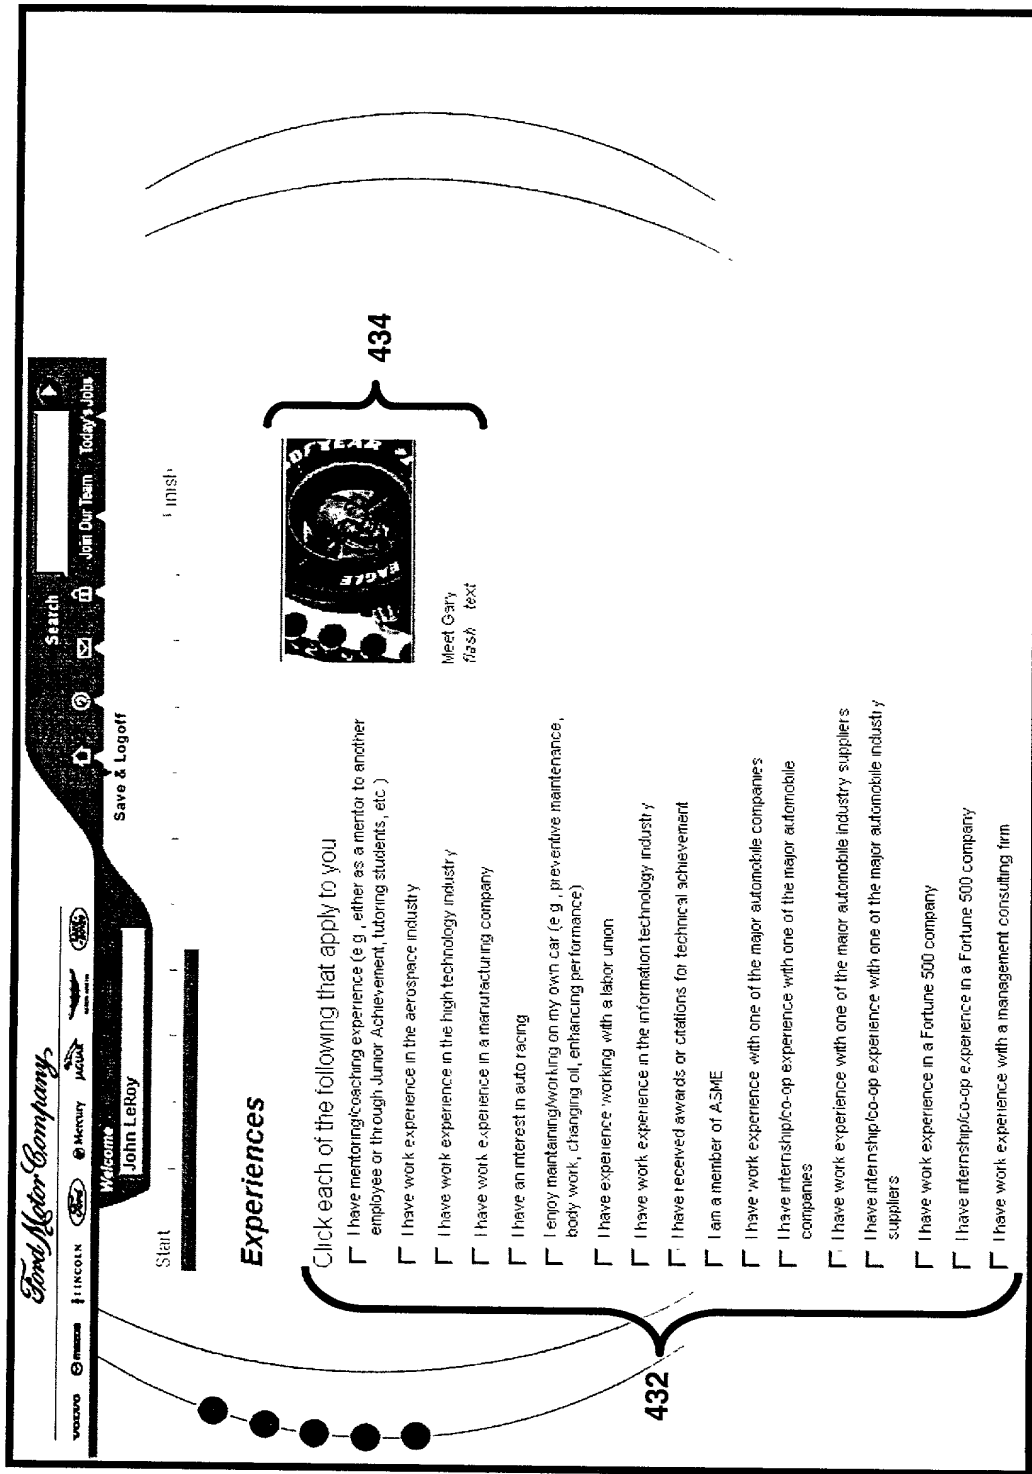 Ford Motor Company
VOLVO mazda LINCOLN Ford Mercury JAGUAR
Search
Join Our Team Today's Jobs
Welcome
John LeRoy
Save & Logoff
Start
Experiences
Click each of the following that apply to you
I have mentoring/coaching experience (e g , either as a mentor to another
employee or through Junior Achievement, tutoring students, etc )
I have work experience in the aerospace industry
I have work experience in the high technology industry
I have work experience in a manufacturing company
I have an interest in auto racing
I enjoy maintaining/working on my own car (e g , preventive maintenance,
body work, changing oil, enhancing performance)
I have experience working with a labor union
I have work experience in the information technology industry
I have received awards or citations for technical achievement
I am a member of ASME
I have work experience with one of the major automobile companies
I have internship/co-op experience with one of the major automobile
companies
I have work experience with one of the major automobile industry suppliers
I have internship/co-op experience with one of the major automobile industry
suppliers
I have work experience in a Fortune 500 company
I have internship/co-op experience in a Fortune 500 company
I have work experience with a management consulting firm
432
EAGLE
Meet Gary
flash text
434